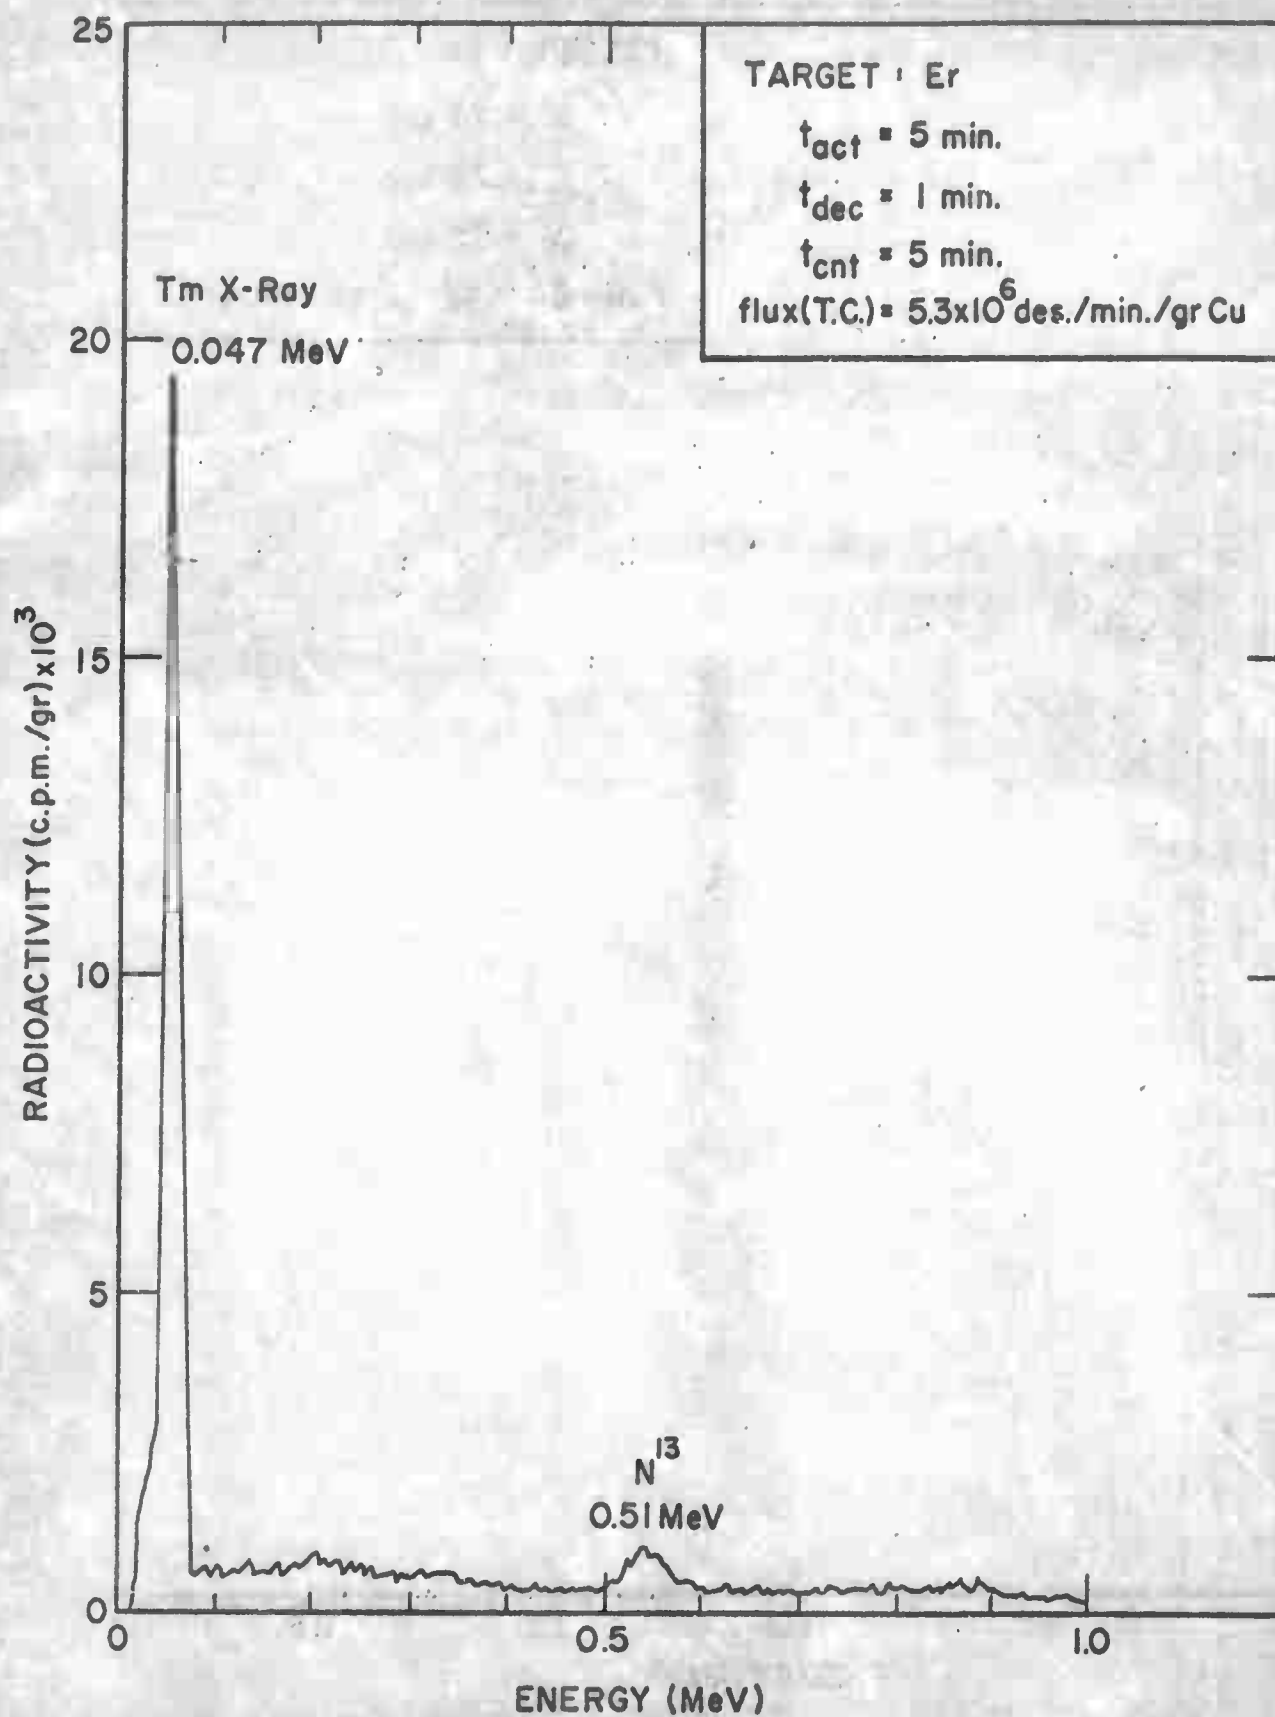 25
TARGET : Er
t_act = 5 min.
t_dec = 1 min.
t_cnt = 5 min.
flux(T.C.) = 5.3x10^6 des./min./gr Cu
Tm X-Ray
0.047 MeV
20
15
10
5
0
RADIOACTIVITY (c.p.m./gr) x10^3
N^13
0.51 MeV
0
0.5
1.0
ENERGY (MeV)